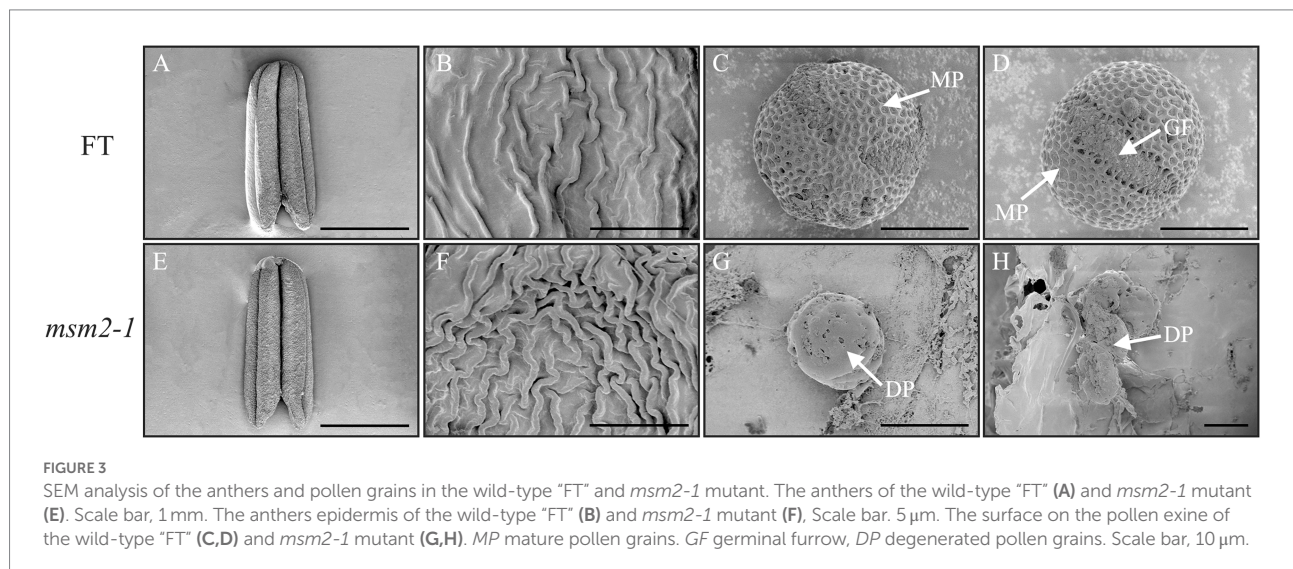 A B C D
MP
GF
FT
MP
E F G H
msm2-1
DP
DP
FIGURE 3
SEM analysis of the anthers and pollen grains in the wild-type "FT" and msm2-1 mutant. The anthers of the wild-type "FT" (A) and msm2-1 mutant
(E). Scale bar, 1 mm. The anthers epidermis of the wild-type "FT" (B) and msm2-1 mutant (F), Scale bar. 5 μm. The surface on the pollen exine of
the wild-type "FT" (C,D) and msm2-1 mutant (G,H). MP mature pollen grains. GF germinal furrow, DP degenerated pollen grains. Scale bar, 10 μm.